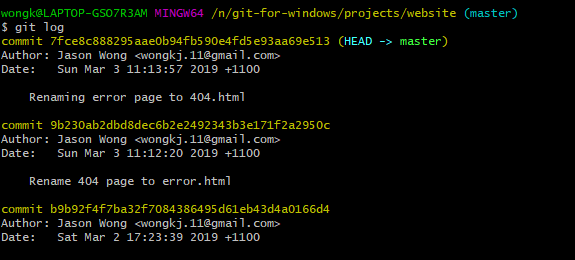 wongk@LAPTOP-GSO7R3AM MINGW64 /n/git-for-windows/projects/website (master)
$ git log
commit 7fce8c888295aae0b94fb590e4fd5e93aa69e513 (HEAD -> master)
Author: Jason Wong <wongkj.11@gmail.com>
Date:   Sun Mar 3 11:13:57 2019 +1100
    Renaming error page to 404.html
commit 9b230ab2dbd8dec6b2e2492343b3e171f2a2950c
Author: Jason Wong <wongkj.11@gmail.com>
Date:   Sun Mar 3 11:12:20 2019 +1100
    Rename 404 page to error.html
commit b9b92f4f7ba32f7084386495d61eb43d4a0166d4
Author: Jason Wong <wongkj.11@gmail.com>
Date:   Sat Mar 2 17:23:39 2019 +1100